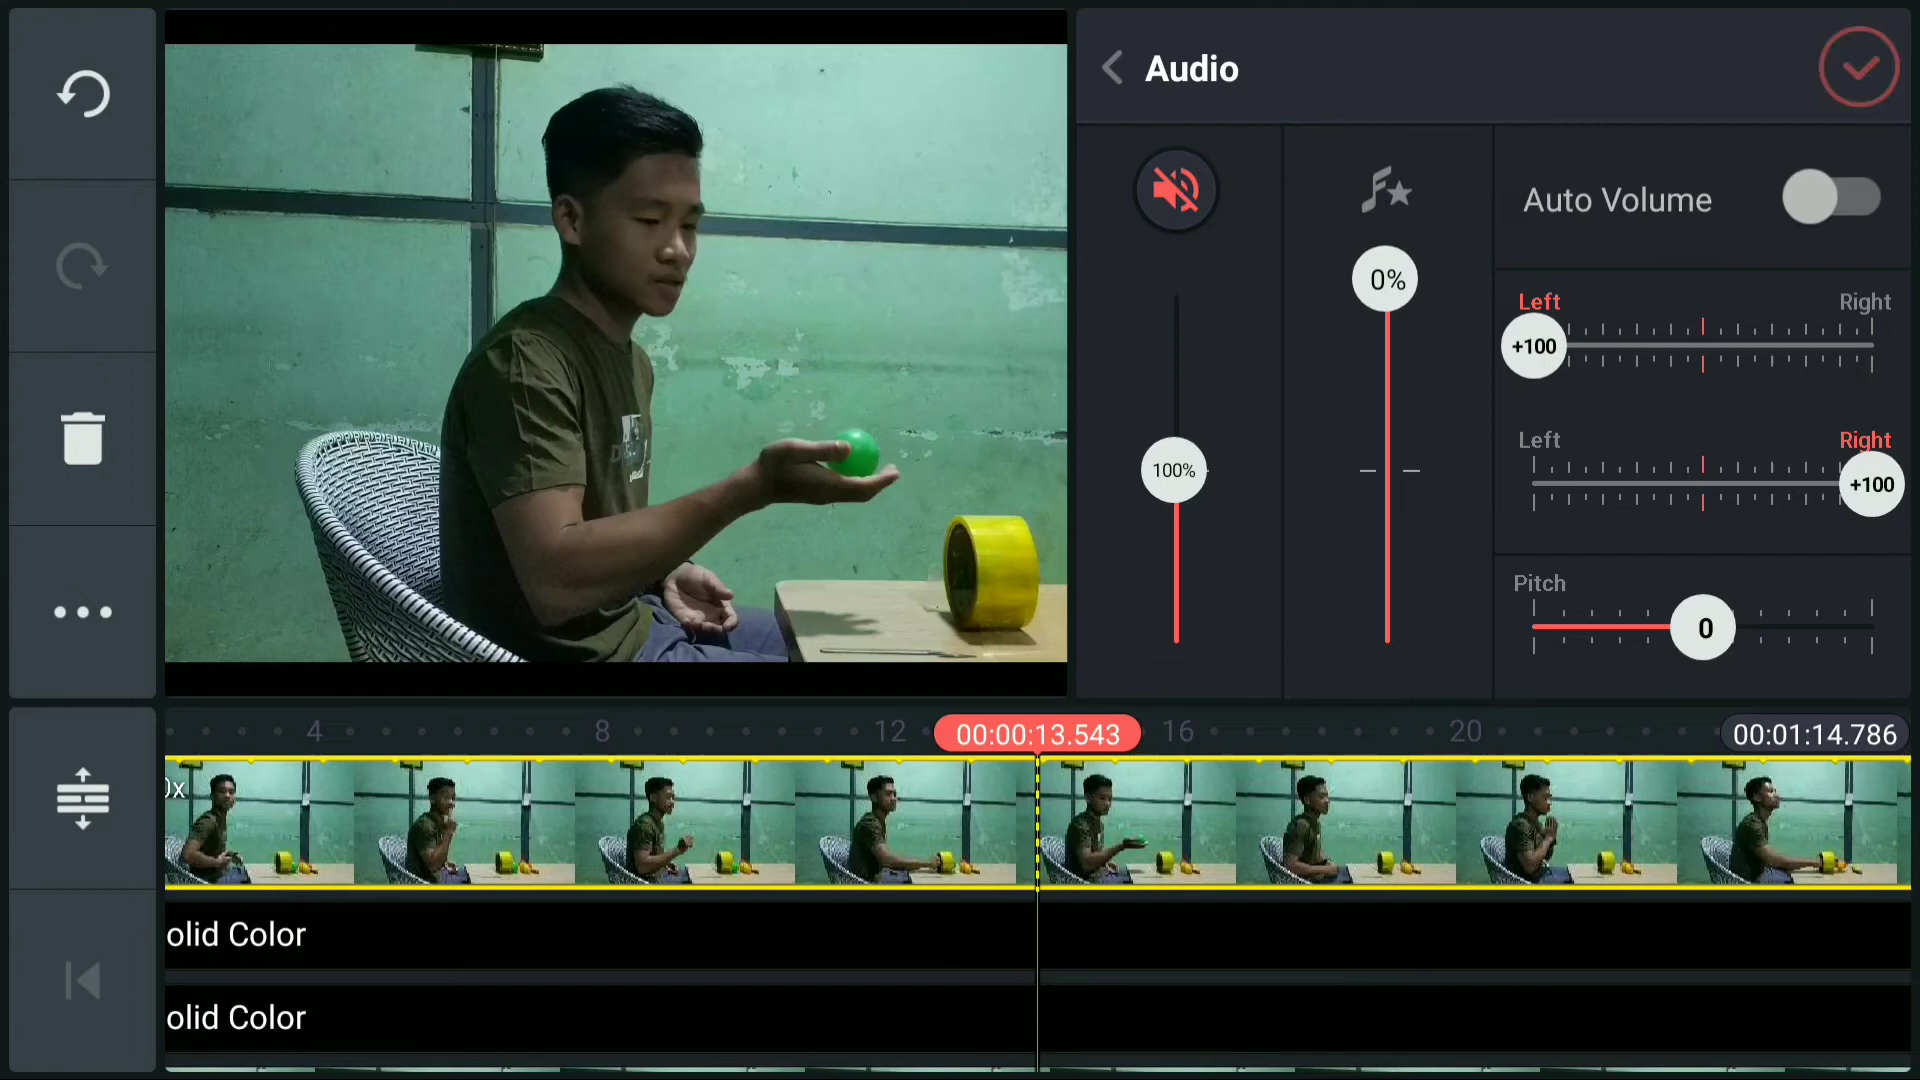 Audio
Auto Volume
0%
100%
Left
Right
+100
Left
Right
+100
Pitch
0
4
8
12
00:00:13.543
16
20
00:01:14.786
0x
olid Color
olid Color